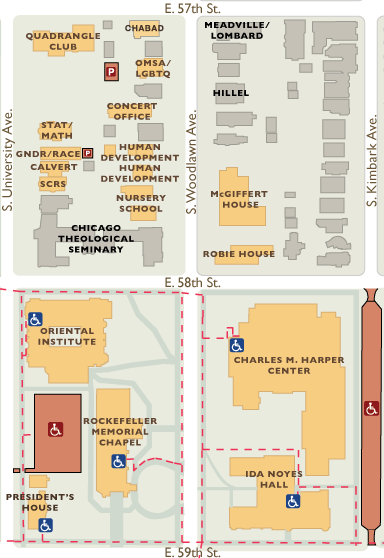 E. 57th St.
QUADRANGLE
CLUB
CHABAD
P
OMSA/
LGBTQ
CONCERT
OFFICE
STAT/
MATH
GNDR/RACE
P
CALVERT
SCRS
HUMAN
DEVELOPMENT
HUMAN
DEVELOPMENT
NURSERY
SCHOOL
CHICAGO
THEOLOGICAL
SEMINARY
S. University Ave.
S. Woodlawn Ave.
MEADVILLE/
LOMBARD
HILLEL
McGIFFERT
HOUSE
ROBIE HOUSE
S. Kimbark Ave.
E. 58th St.
ORIENTAL
INSTITUTE
ROCKEFELLER
MEMORIAL
CHAPEL
PRESIDENT'S
HOUSE
CHARLES M. HARPER
CENTER
IDA NOYES
HALL
E. 59th St.